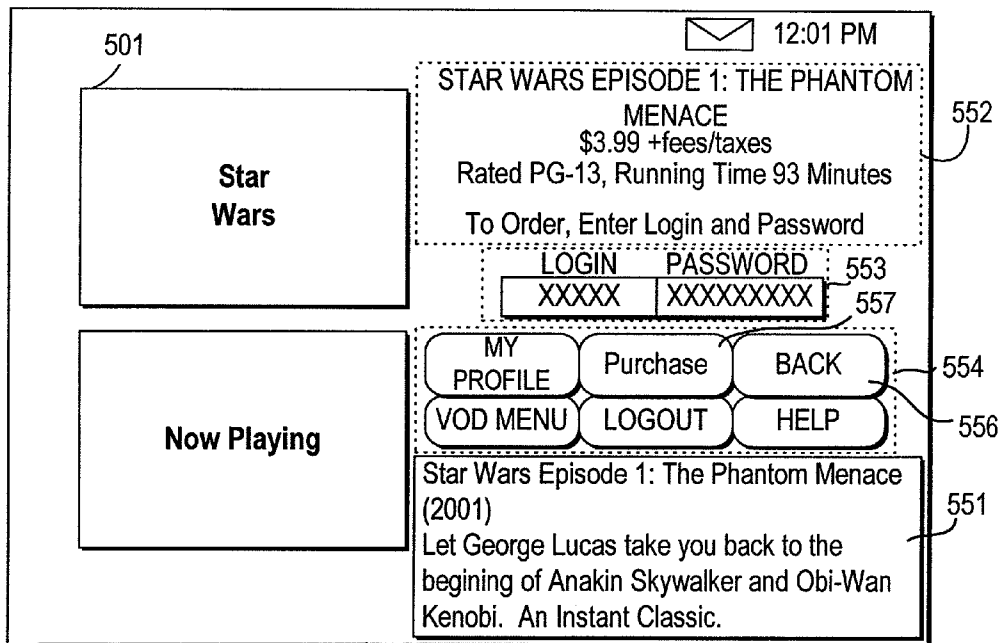 12:01 PM
501
STAR WARS EPISODE 1: THE PHANTOM
MENACE
$3.99 +fees/taxes
Rated PG-13, Running Time 93 Minutes
To Order, Enter Login and Password
552
Star
Wars
LOGIN PASSWORD
XXXXX XXXXXXXXX
553
557
MY
PROFILE
Purchase
BACK
554
VOD MENU
LOGOUT
HELP
556
Now Playing
Star Wars Episode 1: The Phantom Menace
(2001)
Let George Lucas take you back to the
begining of Anakin Skywalker and Obi-Wan
Kenobi. An Instant Classic.
551